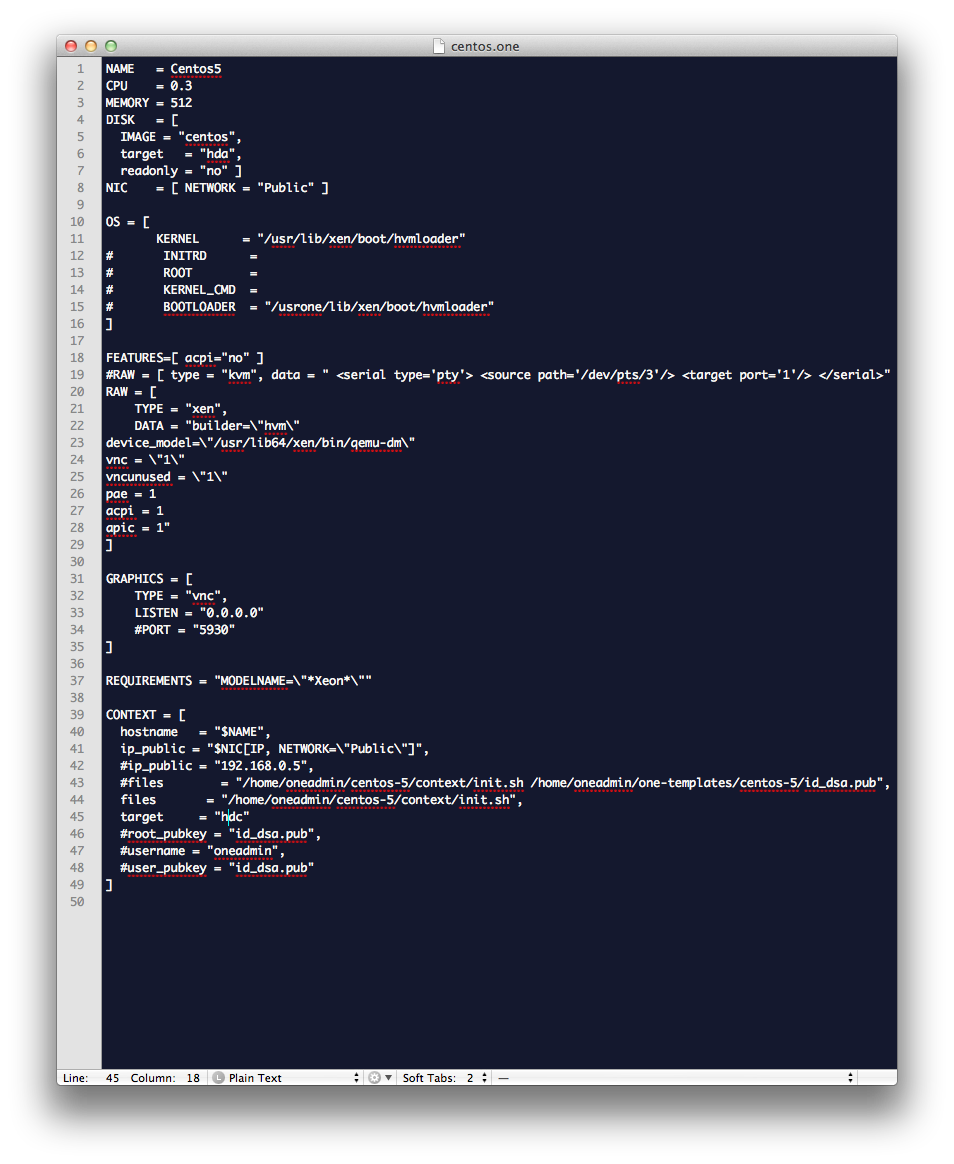 centos.one
1 NAME   = Centos5
2 CPU    = 0.3
3 MEMORY = 512
4 DISK   = [
5   IMAGE = "centos",
6   target   = "hda",
7   readonly = "no" ]
8 NIC    = [ NETWORK = "Public" ]
9
10 OS = [
11        KERNEL      = "/usr/lib/xen/boot/hvmloader"
12 #       INITRD      =
13 #       ROOT        =
14 #       KERNEL_CMD  =
15 #       BOOTLOADER  = "/usrone/lib/xen/boot/hvmloader"
16 ]
17
18 FEATURES=[ acpi="no" ]
19 #RAW = [ type = "kvm", data = " <serial type='pty'> <source path='/dev/pts/3'/> <target port='1'/> </serial>"
20 RAW = [
21     TYPE = "xen",
22     DATA = "builder=\"hvm\"
23 device_model=\"/usr/lib64/xen/bin/qemu-dm\"
24 vnc = \"1\"
25 vncunused = \"1\"
26 pae = 1
27 acpi = 1
28 apic = 1"
29 ]
30
31 GRAPHICS = [
32     TYPE = "vnc",
33     LISTEN = "0.0.0.0"
34     #PORT = "5930"
35 ]
36
37 REQUIREMENTS = "MODELNAME=\"*Xeon*\""
38
39 CONTEXT = [
40   hostname   = "$NAME",
41   ip_public = "$NIC[IP, NETWORK=\"Public\"]",
42   #ip_public = "192.168.0.5",
43   #files        = "/home/oneadmin/centos-5/context/init.sh /home/oneadmin/one-templates/centos-5/id_dsa.pub",
44   files       = "/home/oneadmin/centos-5/context/init.sh",
45   target     = "hdc"
46   #root_pubkey = "id_dsa.pub",
47   #username = "oneadmin",
48   #user_pubkey = "id_dsa.pub"
49 ]
50
Line: 45 Column: 18 L Plain Text Soft Tabs: 2 —